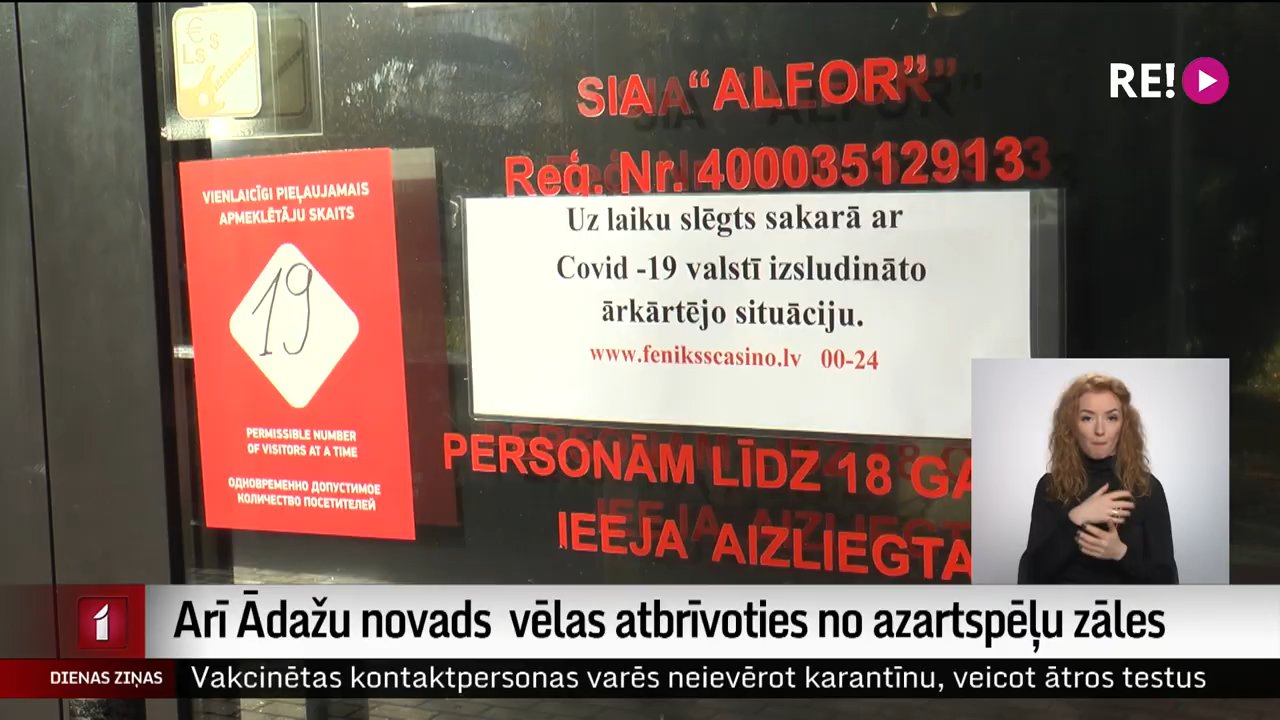 €
Ls
$
RE!
SIA "ALFOR"
Reģ. Nr. 400035129133
VIENLAICĪGI PIEĻAUJAMAIS
APMEKLĒTĀJU SKAITS
19
PERMISSIBLE NUMBER
OF VISITORS AT A TIME
ОДНОВРЕМЕННО ДОПУСТИМОЕ
КОЛИЧЕСТВО ПОСЕТИТЕЛЕЙ
Uz laiku slēgts sakarā ar
Covid -19 valstī izsludināto
ārkārtējo situāciju.
www.feniksscasino.lv 00-24
PERSONĀM LĪDZ 18 GA
IEEJA AIZLIEGTA
1
Arī Ādažu novads vēlas atbrīvoties no azartspēļu zāles
DIENAS ZIŅAS
Vakcinētas kontaktpersonas varēs neievērot karantīnu, veicot ātros testus